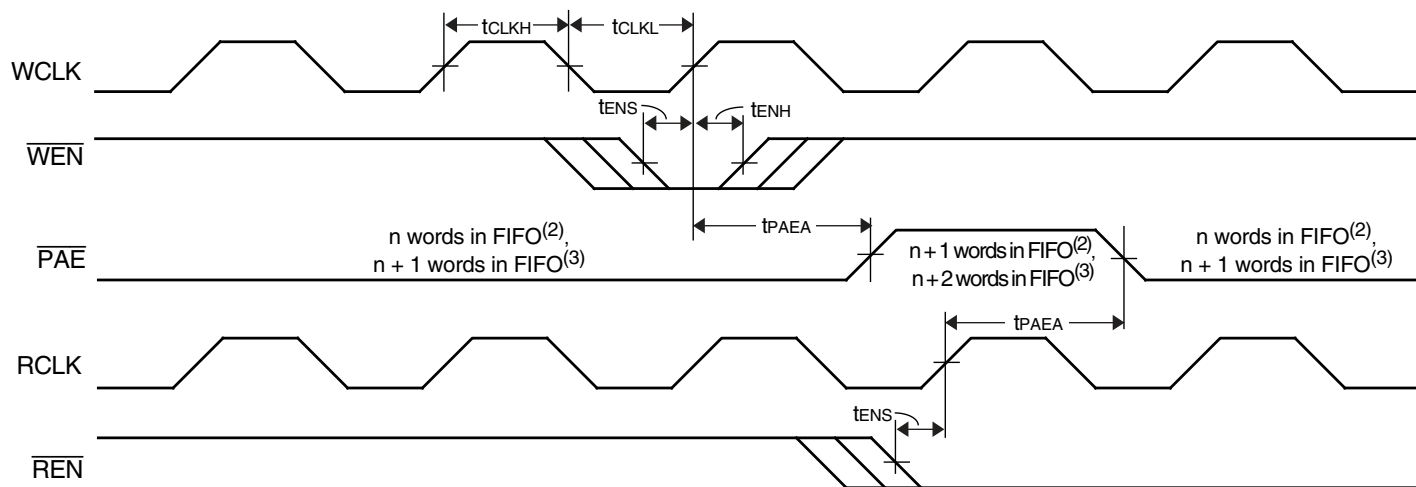 tCLKH
tCLKL
WCLK
tENS
tENH
WEN
tPAEA
PAE
n words in FIFO(2),
n + 1 words in FIFO(3)
n + 1 words in FIFO(2),
n + 2 words in FIFO(3)
n words in FIFO(2),
n + 1 words in FIFO(3)
tPAEA
RCLK
tENS
REN